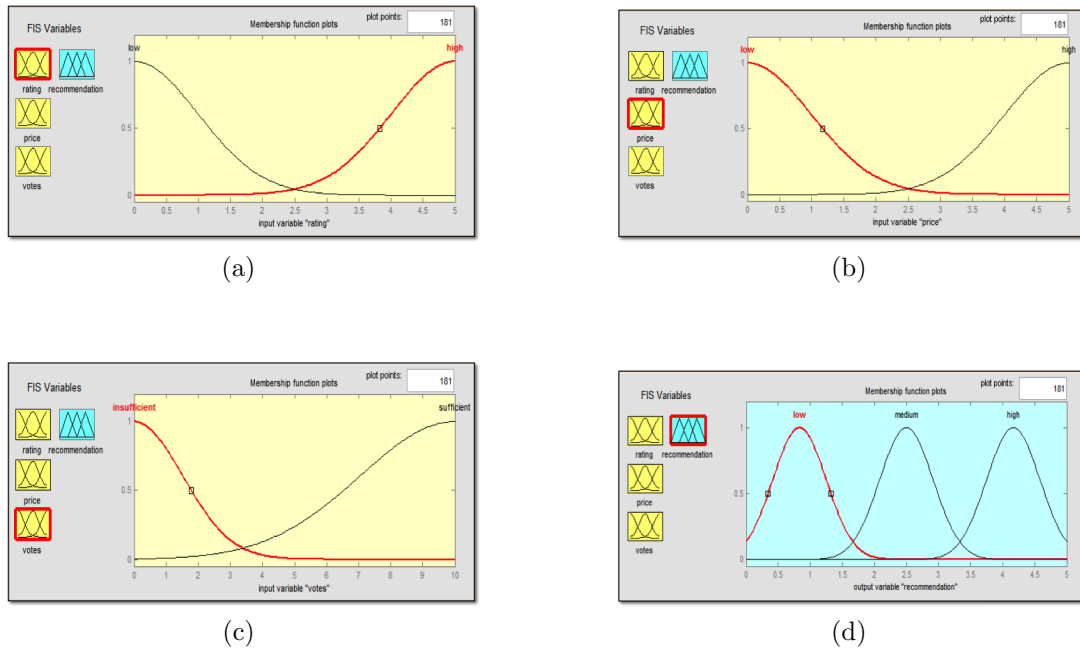 FIS Variables
Membership function plots
plot points:
181
low
high
rating
recommendation
price
votes
1
0.5
0
0 0.5 1 1.5 2 2.5 3 3.5 4 4.5 5
input variable "rating"
(a)
FIS Variables
Membership function plots
plot points:
181
low
high
rating
recommendation
price
votes
1
0.5
0
0 0.5 1 1.5 2 2.5 3 3.5 4 4.5 5
input variable "price"
(b)
FIS Variables
Membership function plots
plot points:
181
insufficient
sufficient
rating
recommendation
price
votes
1
0.5
0
0 1 2 3 4 5 6 7 8 9 10
input variable "votes"
(c)
FIS Variables
Membership function plots
plot points:
181
low
medium
high
rating
recommendation
price
votes
1
0.5
0
0 0.5 1 1.5 2 2.5 3 3.5 4 4.5 5
output variable "recommendation"
(d)